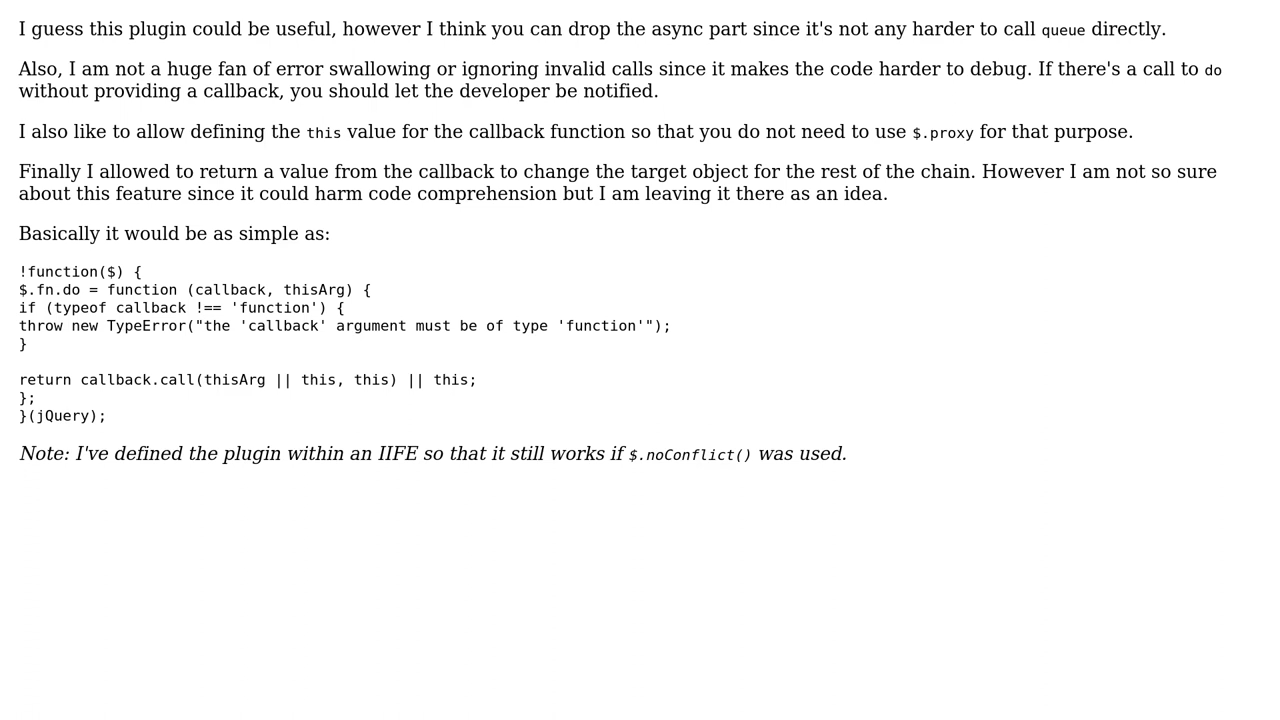 I guess this plugin could be useful, however I think you can drop the async part since it's not any harder to call queue directly.
Also, I am not a huge fan of error swallowing or ignoring invalid calls since it makes the code harder to debug. If there's a call to do
without providing a callback, you should let the developer be notified.
I also like to allow defining the this value for the callback function so that you do not need to use $.proxy for that purpose.
Finally I allowed to return a value from the callback to change the target object for the rest of the chain. However I am not so sure
about this feature since it could harm code comprehension but I am leaving it there as an idea.
Basically it would be as simple as:
!function($) {
$.fn.do = function (callback, thisArg) {
if (typeof callback !== 'function') {
throw new TypeError("the 'callback' argument must be of type 'function'");
}
return callback.call(thisArg || this, this) || this;
};
}(jQuery);
Note: I've defined the plugin within an IIFE so that it still works if $.noConflict() was used.